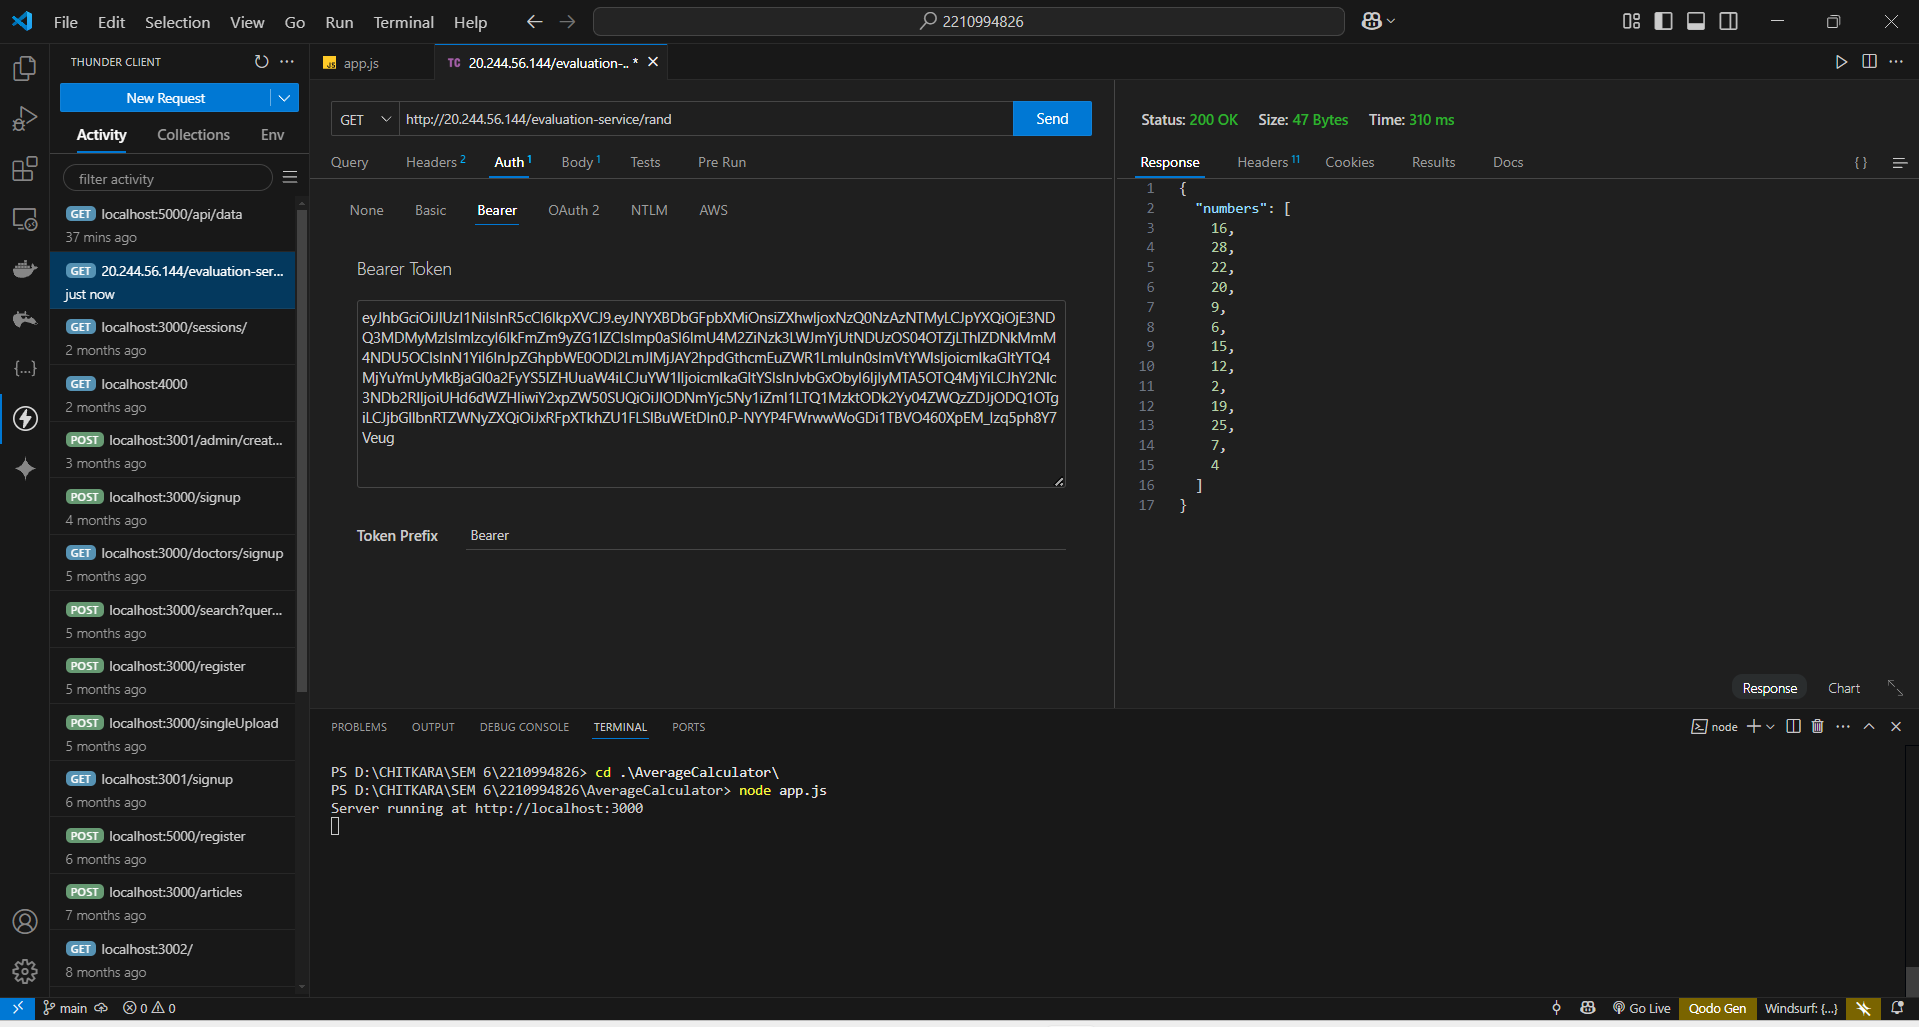 File Edit Selection View Go Run Terminal Help
2210994826
THUNDER CLIENT
New Request
Activity Collections Env
filter activity
GET localhost:5000/api/data
37 mins ago
GET 20.244.56.144/evaluation-ser...
just now
GET localhost:3000/sessions/
2 months ago
GET localhost:4000
2 months ago
POST localhost:3001/admin/creat...
3 months ago
POST localhost:3000/signup
4 months ago
GET localhost:3000/doctors/signup
5 months ago
POST localhost:3000/search?quer...
5 months ago
POST localhost:3000/register
5 months ago
POST localhost:3000/singleUpload
5 months ago
GET localhost:3001/signup
6 months ago
POST localhost:5000/register
6 months ago
POST localhost:3000/articles
7 months ago
GET localhost:3002/
8 months ago
JS app.js
TC 20.244.56.144/evaluation-.. *
GET http://20.244.56.144/evaluation-service/rand Send
Query Headers 2 Auth 1 Body 1 Tests Pre Run
None Basic Bearer OAuth 2 NTLM AWS
Bearer Token
Veug
Token Prefix Bearer
Status: 200 OK Size: 47 Bytes Time: 310 ms
Response Headers 11 Cookies Results Docs { }
1 {
2 "numbers": [
3 16,
4 28,
5 22,
6 20,
7 9,
8 6,
9 15,
10 12,
11 2,
12 19,
13 25,
14 7,
15 4
16 ]
17 }
Response Chart
PROBLEMS OUTPUT DEBUG CONSOLE TERMINAL PORTS
node
PS D:\CHITKARA\SEM 6\2210994826> cd .\AverageCalculator\
PS D:\CHITKARA\SEM 6\2210994826\AverageCalculator> node app.js
Server running at http://localhost:3000
main 0 0
Go Live Qodo Gen Windsurf: {...}